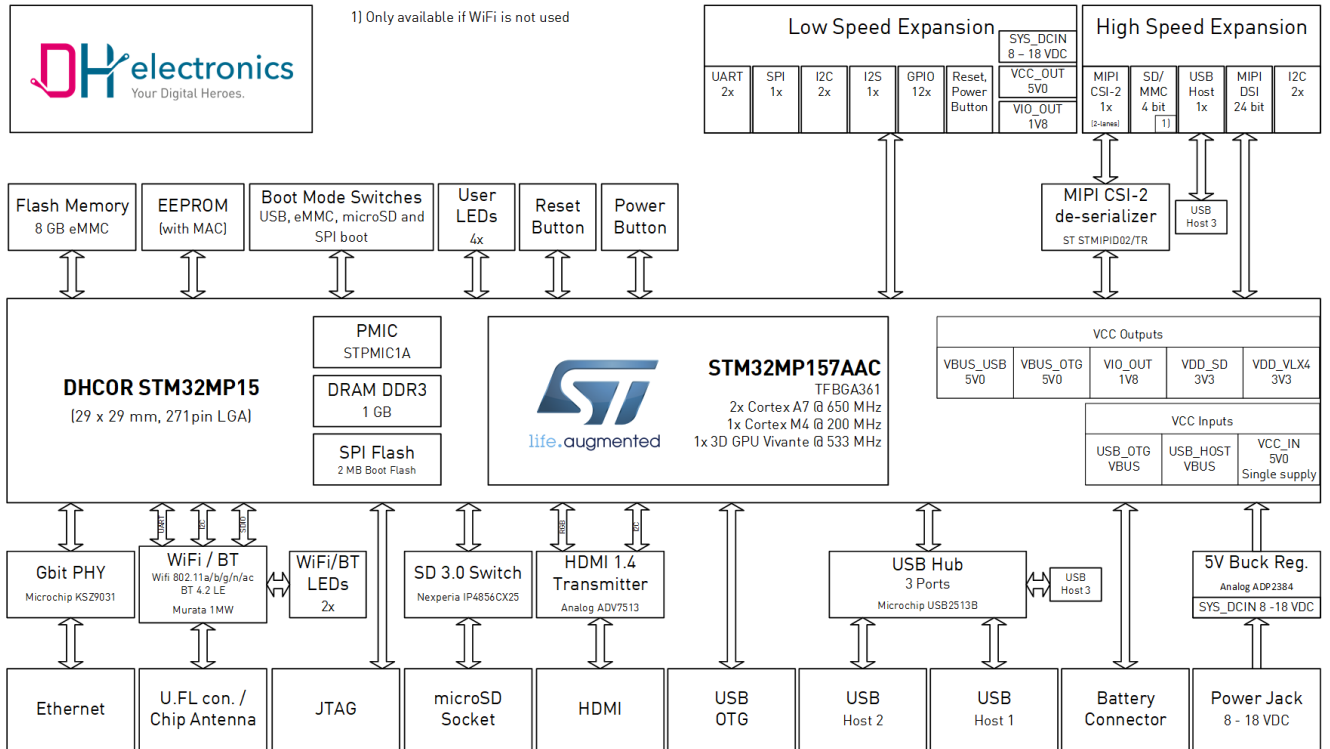 1) Only available if WiFi is not used
DH electronics
Your Digital Heroes.
Low Speed Expansion
SYS_DCIN
8 – 18 VDC
VCC_OUT
5V0
VIO_OUT
1V8
UART
2x
SPI
1x
I2C
2x
I2S
1x
GPIO
12x
Reset,
Power
Button
High Speed Expansion
MIPI
CSI-2
1x
(2-lanes)
SD/
MMC
4 bit
1)
USB
Host
1x
MIPI
DSI
24 bit
I2C
2x
Flash Memory
8 GB eMMC
EEPROM
(with MAC)
Boot Mode Switches
USB, eMMC, microSD and
SPI boot
User
LEDs
4x
Reset
Button
Power
Button
MIPI CSI-2
de-serializer
ST STMIPID02/TR
USB
Host 3
DHCOR STM32MP15
(29 x 29 mm, 271pin LGA)
PMIC
STPMIC1A
DRAM DDR3
1 GB
SPI Flash
2 MB Boot Flash
ST
life.augmented
STM32MP157AAC
TFBGA361
2x Cortex A7 @ 650 MHz
1x Cortex M4 @ 200 MHz
1x 3D GPU Vivante @ 533 MHz
VCC Outputs
VBUS_USB
5V0
VBUS_OTG
5V0
VIO_OUT
1V8
VDD_SD
3V3
VDD_VLX4
3V3
VCC Inputs
USB_OTG
VBUS
USB_HOST
VBUS
VCC_IN
5V0
Single supply
UART
I2C
SDIO
RGB
I2C
Gbit PHY
Microchip KSZ9031
WiFi / BT
Wifi 802.11a/b/g/n/ac
BT 4.2 LE
Murata 1MW
WiFi/BT
LEDs
2x
SD 3.0 Switch
Nexperia IP4856CX25
HDMI 1.4
Transmitter
Analog ADV7513
USB Hub
3 Ports
Microchip USB2513B
USB
Host 3
5V Buck Reg.
Analog ADP2384
SYS_DCIN 8 -18 VDC
Ethernet
U.FL con. /
Chip Antenna
JTAG
microSD
Socket
HDMI
USB
OTG
USB
Host 2
USB
Host 1
Battery
Connector
Power Jack
8 - 18 VDC